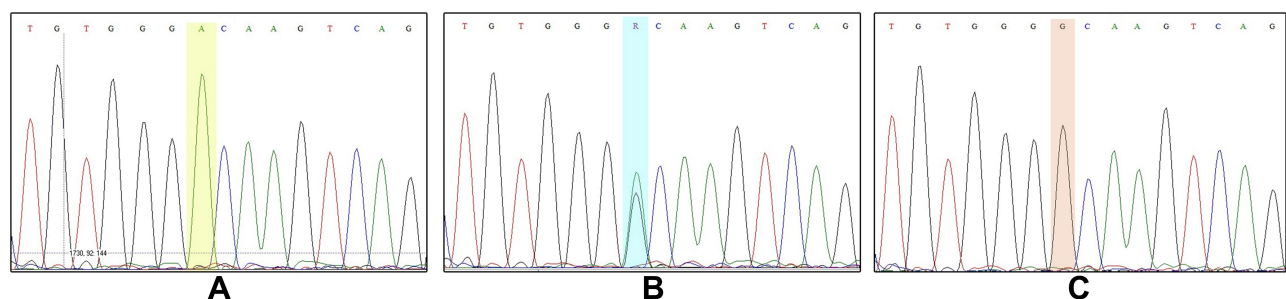 T G T G G G A C A A G T C A G
T G T G G G R C A A G T C A G
T G T G G G G C A A G T C A G
1730, 92: 144
A
B
C